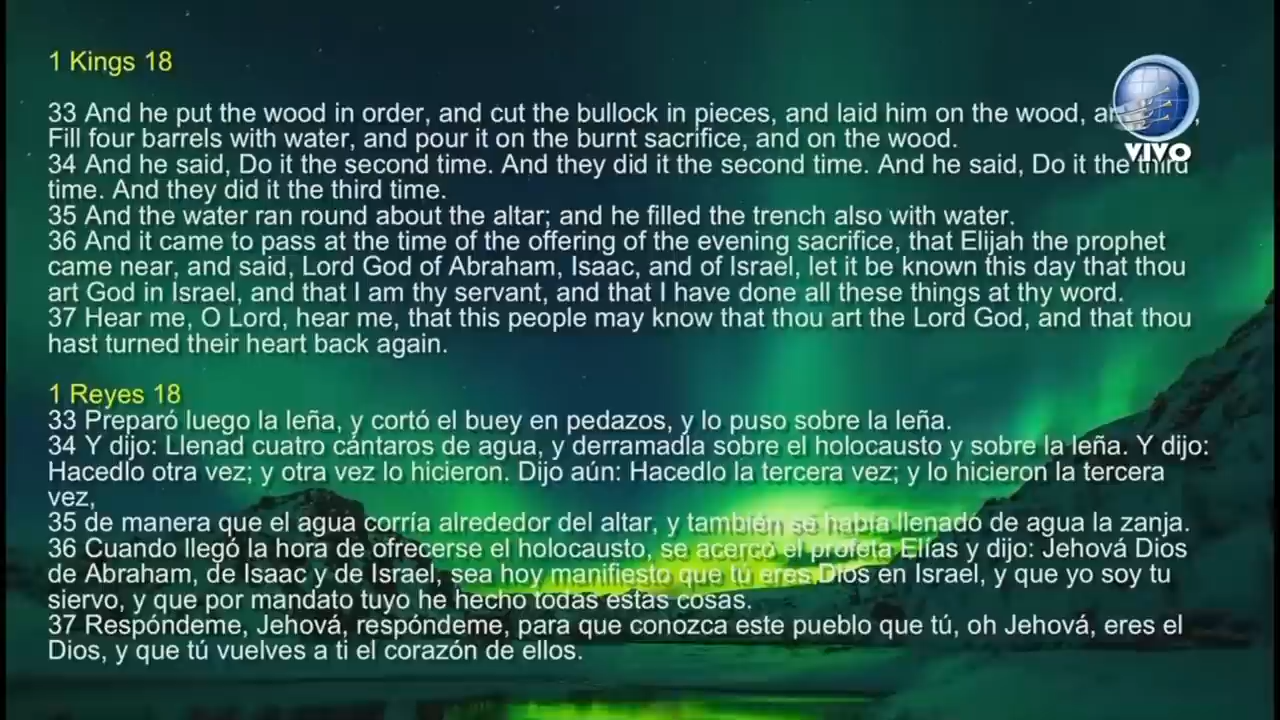 1 Kings 18
33 And he put the wood in order, and cut the bullock in pieces, and laid him on the wood,
Fill four barrels with water, and pour it on the burnt sacrifice, and on the wood.
VIVO
34 And he said, Do it the second time. And they did it the second time. And he said, Do it the third
time. And they did it the third time.
35 And the water ran round about the altar; and he filled the trench also with water.
36 And it came to pass at the time of the offering of the evening sacrifice, that Elijah the prophet
came near, and said, Lord God of Abraham, Isaac, and of Israel, let it be known this day that thou
art God in Israel, and that I am thy servant, and that I have done all these things at thy word.
37 Hear me, O Lord, hear me, that this people may know that thou art the Lord God, and that thou
hast turned their heart back again.
1 Reyes 18
33 Preparó luego la leña, y cortó el buey en pedazos, y lo puso sobre la leña.
34 Y dijo: Llenad cuatro cántaros de agua, y derramadla sobre el holocausto y sobre la leña. Y dijo:
Hacedlo otra vez; y otra vez lo hicieron. Dijo aún: Hacedlo la tercera vez; y lo hicieron la tercera
vez,
35 de manera que el agua corría alrededor del altar, y también se había llenado de agua la zanja.
36 Cuando llegó la hora de ofrecerse el holocausto, se acercó el profeta Elías y dijo: Jehová Dios
de Abraham, de Isaac y de Israel, sea hoy manifiesto que tú eres Dios en Israel, y que yo soy tu
siervo, y que por mandato tuyo he hecho todas estas cosas.
37 Respóndeme, Jehová, respóndeme, para que conozca este pueblo que tú, oh Jehová, eres el
Dios, y que tú vuelves a ti el corazón de ellos.